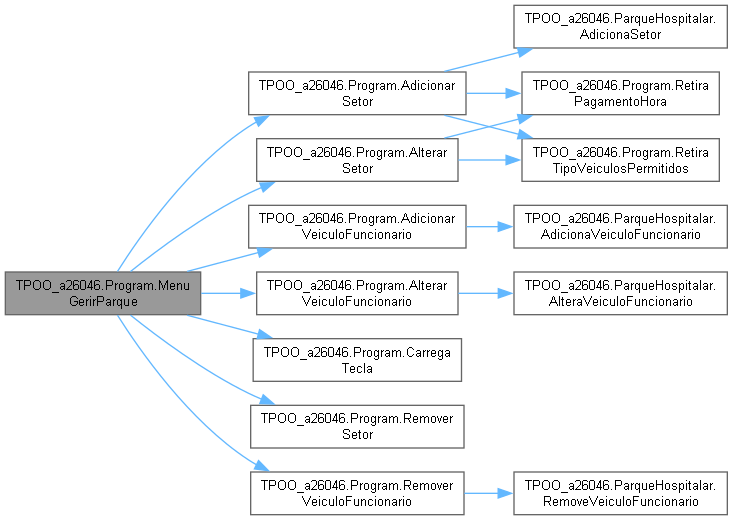 TPOO_a26046.ParqueHospitalar.
AdicionaSetor
TPOO_a26046.Program.Adicionar
Setor
TPOO_a26046.Program.Retira
PagamentoHora
TPOO_a26046.Program.Alterar
Setor
TPOO_a26046.Program.Retira
TipoVeiculosPermitidos
TPOO_a26046.Program.Adicionar
VeiculoFuncionario
TPOO_a26046.ParqueHospitalar.
AdicionaVeiculoFuncionario
TPOO_a26046.Program.Menu
GerirParque
TPOO_a26046.Program.Alterar
VeiculoFuncionario
TPOO_a26046.ParqueHospitalar.
AlteraVeiculoFuncionario
TPOO_a26046.Program.Carrega
Tecla
TPOO_a26046.Program.Remover
Setor
TPOO_a26046.Program.Remover
VeiculoFuncionario
TPOO_a26046.ParqueHospitalar.
RemoveVeiculoFuncionario